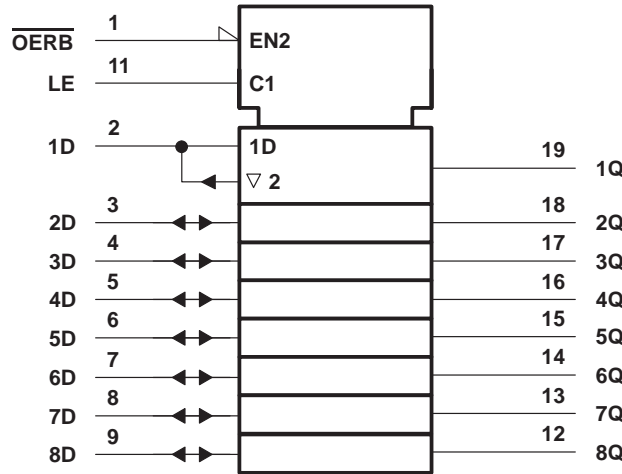 OERB 1 EN2
LE 11 C1
1D 2 1D 19 1Q
2
2D 3 18 2Q
3D 4 17 3Q
4D 5 16 4Q
5D 6 15 5Q
6D 7 14 6Q
7D 8 13 7Q
8D 9 12 8Q